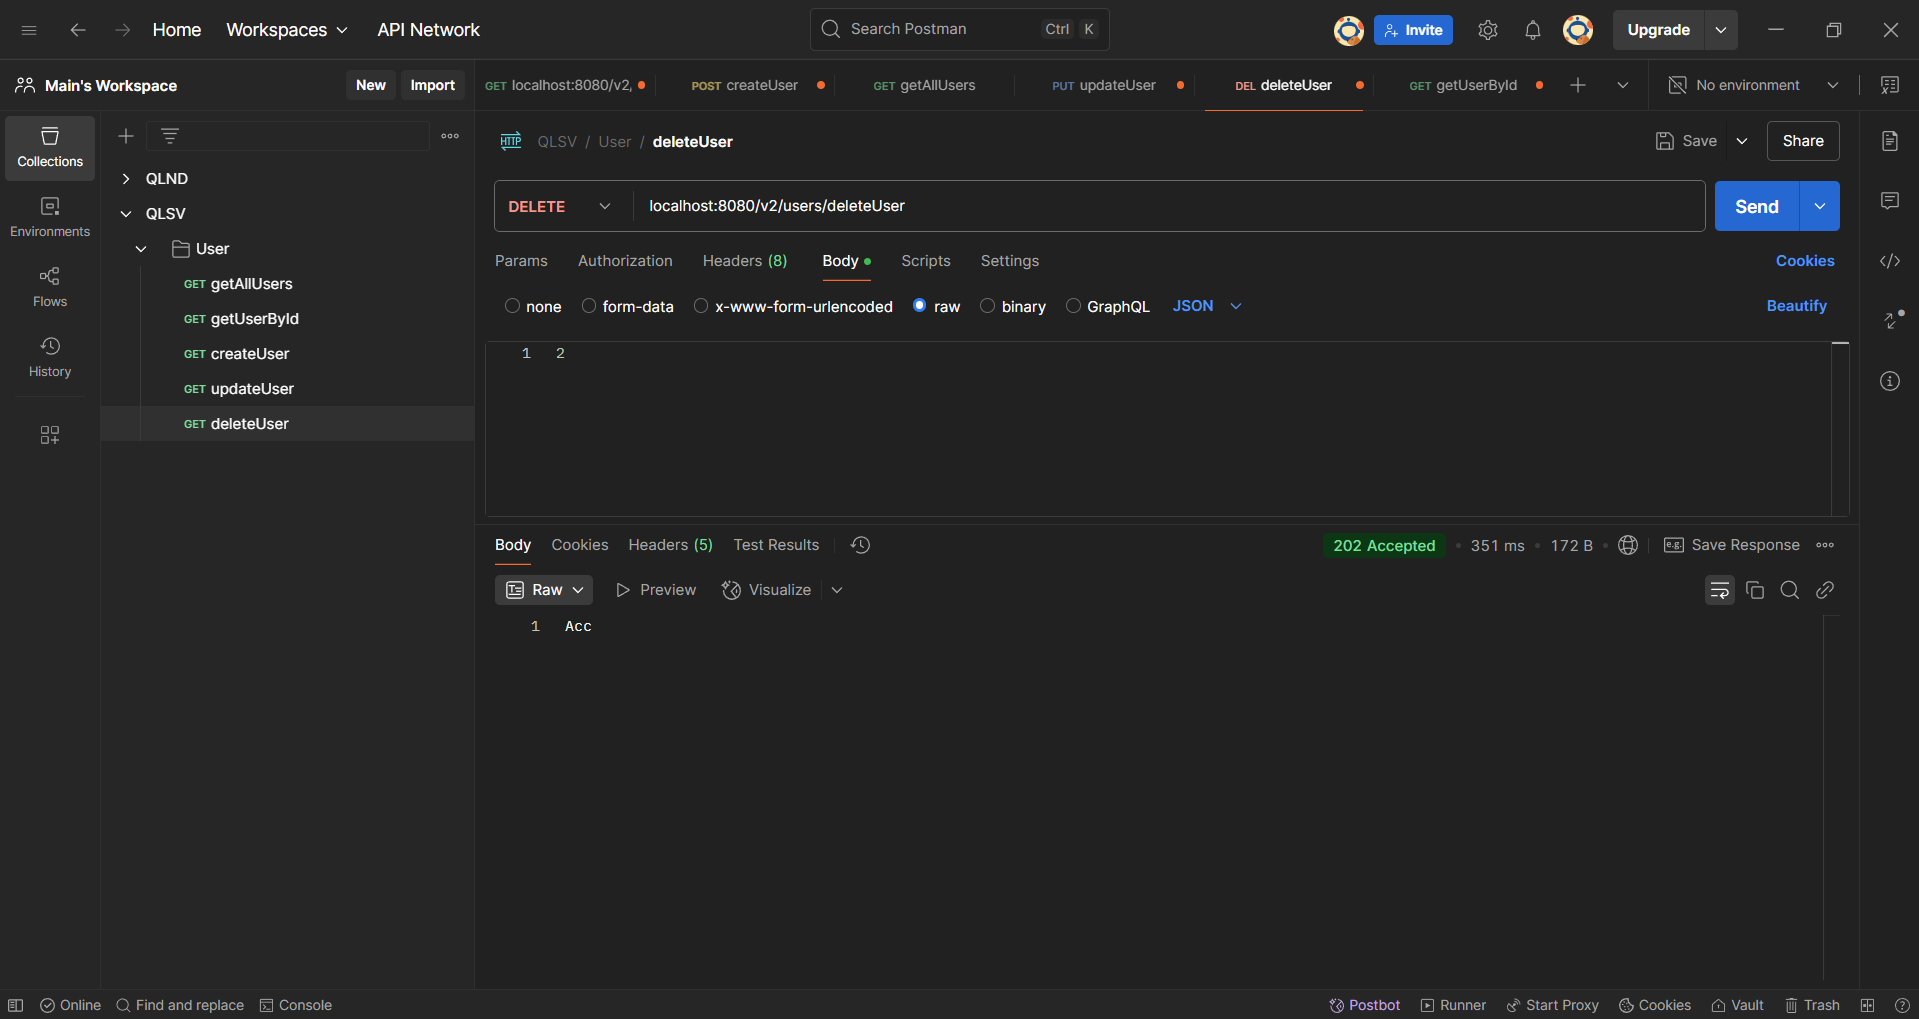 Home Workspaces API Network Search Postman Ctrl K Invite Upgrade
Main's Workspace New Import GET localhost:8080/v2, POST createUser GET getAllUsers PUT updateUser DEL deleteUser GET getUserById No environment
Collections
Environments
Flows
History
QLND
QLSV
User
GET getAllUsers
GET getUserById
GET createUser
GET updateUser
GET deleteUser
HTTP QLSV / User / deleteUser Save Share
DELETE localhost:8080/v2/users/deleteUser Send
Params Authorization Headers (8) Body Scripts Settings Cookies
none form-data x-www-form-urlencoded raw binary GraphQL JSON Beautify
1 2
Body Cookies Headers (5) Test Results 202 Accepted 351 ms 172 B e.g. Save Response
Raw Preview Visualize
1 Acc
Online Find and replace Console Postbot Runner Start Proxy Cookies Vault Trash